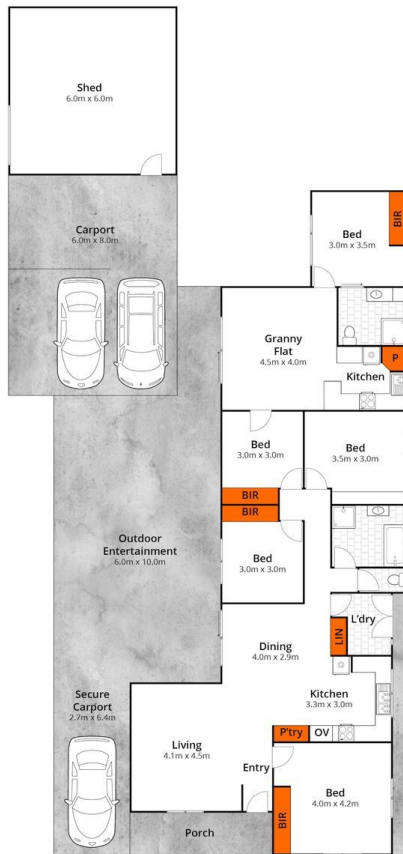 Shed
6.0m x 6.0m
Carport
6.0m x 8.0m
Bed
3.0m x 3.5m
BIR
Granny
Flat
4.5m x 4.0m
P
Kitchen
Bed
3.0m x 3.0m
Bed
3.5m x 3.0m
BIR
BIR
Bed
3.0m x 3.0m
Outdoor
Entertainment
6.0m x 10.0m
L'dry
LIN
Dining
4.0m x 2.9m
Secure
Carport
2.7m x 6.4m
Kitchen
3.3m x 3.0m
P'try
OV
Living
4.1m x 4.5m
Entry
Bed
4.0m x 4.2m
BIR
Porch